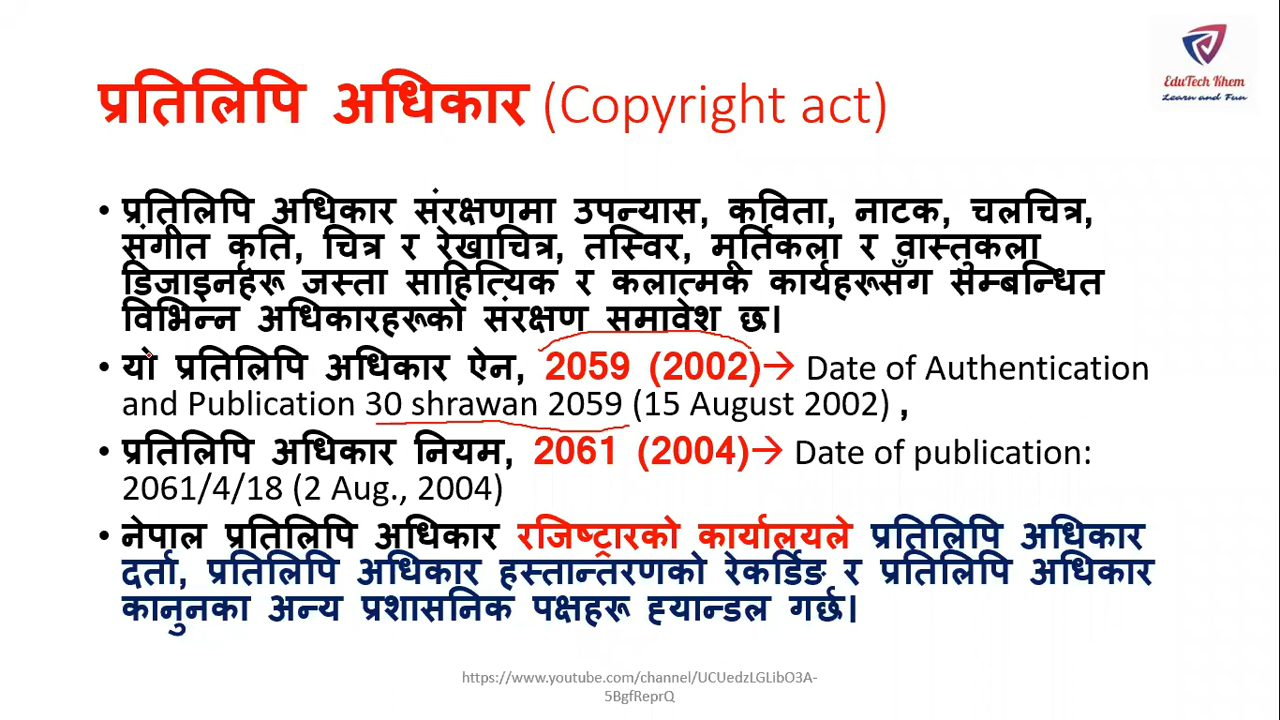 EduTech Khem
Learn and Fun
प्रतिलिपि अधिकार (Copyright act)
• प्रतिलिपि अधिकार संरक्षणमा उपन्यास, कविता, नाटक, चलचित्र,
संगीत कृति, चित्र र रेखाचित्र, तस्विर, मूर्तिकला र वास्तुकला
डिजाइनहरू जस्ता साहित्यिक र कलात्मक कार्यहरूसँग सम्बन्धित
विभिन्न अधिकारहरूको संरक्षण समावेश छ।
• यो प्रतिलिपि अधिकार ऐन, 2059 (2002)→ Date of Authentication
and Publication 30 shrawan 2059 (15 August 2002) ,
• प्रतिलिपि अधिकार नियम, 2061 (2004)→ Date of publication:
2061/4/18 (2 Aug., 2004)
• नेपाल प्रतिलिपि अधिकार रजिष्ट्रारको कार्यालयले प्रतिलिपि अधिकार
दर्ता, प्रतिलिपि अधिकार हस्तान्तरणको रेकर्डिङ र प्रतिलिपि अधिकार
कानुनका अन्य प्रशासनिक पक्षहरू ह्यान्डल गर्छ।
https://www.youtube.com/channel/UCUedzLGLibO3A-
5BgfReprQ